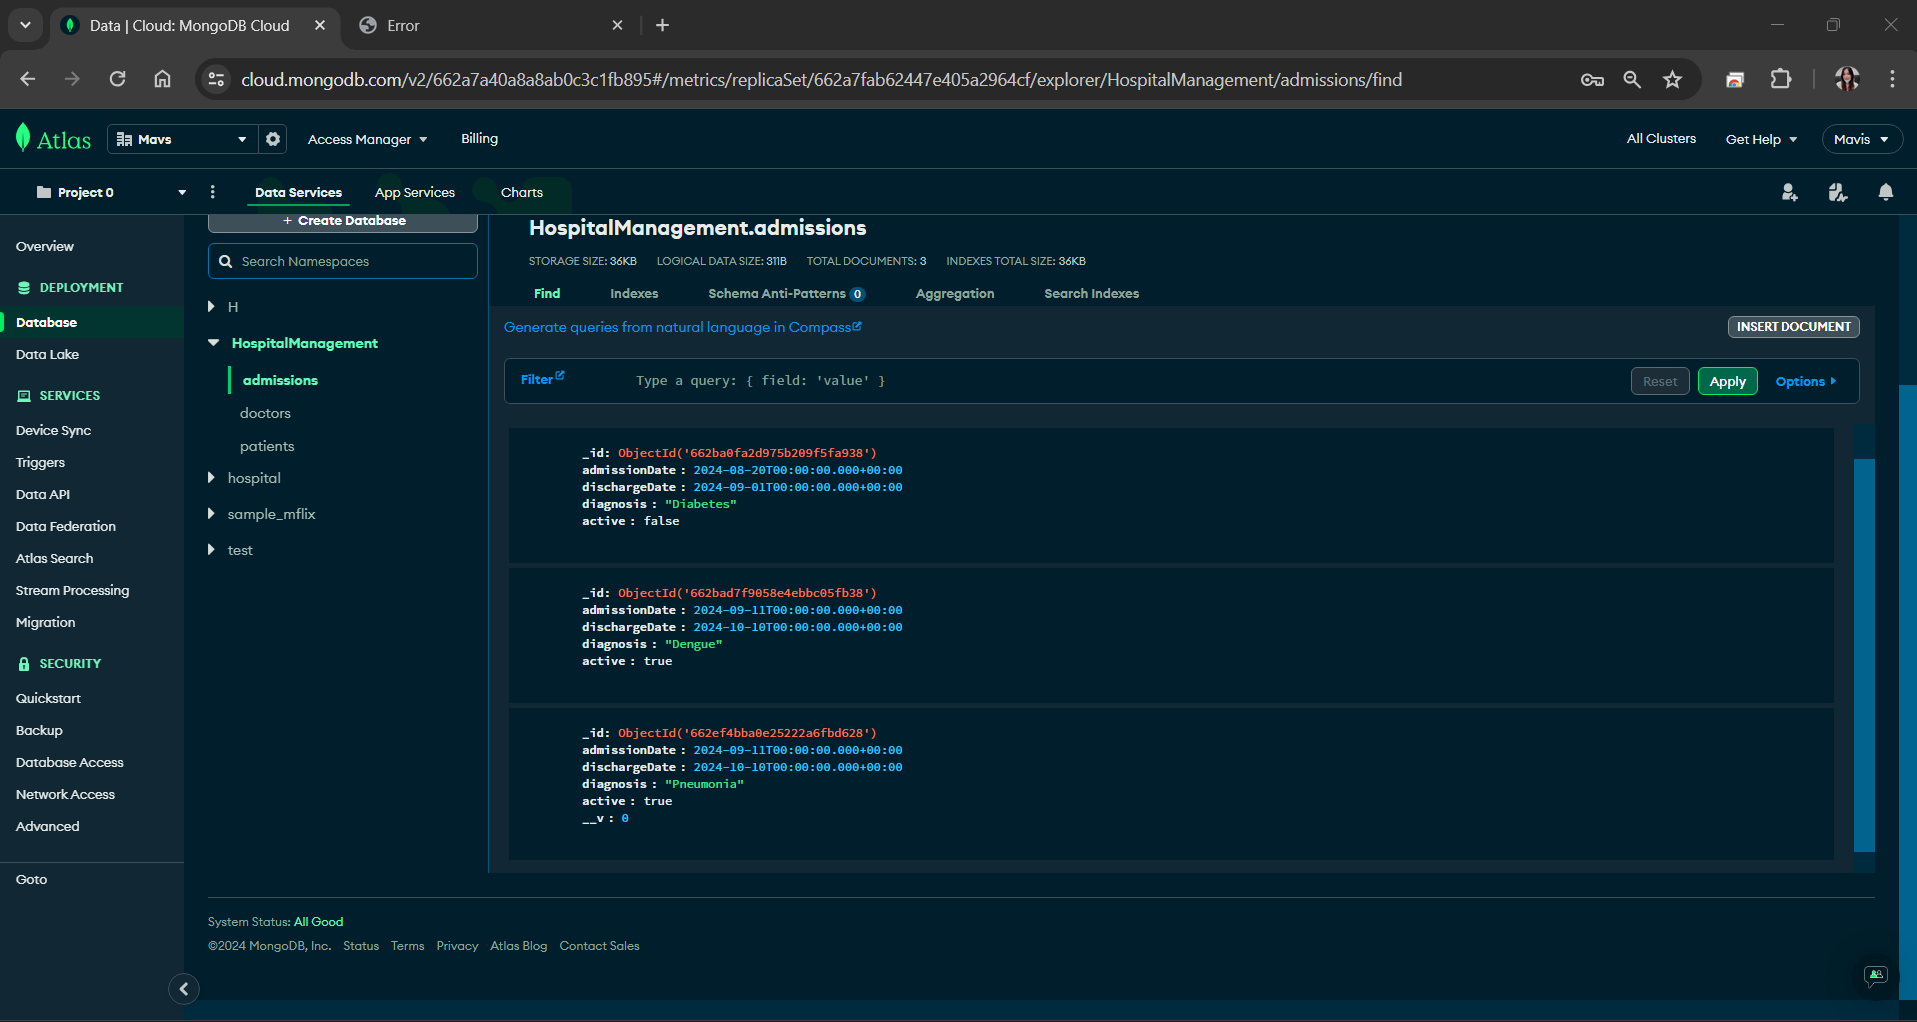 Data | Cloud: MongoDB Cloud
Error
cloud.mongodb.com/v2/662a7a40a8a8ab0c3c1fb895#/metrics/replicaSet/662a7fab62447e405a2964cf/explorer/HospitalManagement/admissions/find
Atlas
Mavs
Access Manager
Billing
All Clusters
Get Help
Mavis
Project 0
Data Services
App Services
Charts
Overview
DEPLOYMENT
Database
Data Lake
SERVICES
Device Sync
Triggers
Data API
Data Federation
Atlas Search
Stream Processing
Migration
SECURITY
Quickstart
Backup
Database Access
Network Access
Advanced
Goto
+ Create Database
Search Namespaces
H
HospitalManagement
admissions
doctors
patients
hospital
sample_mflix
test
HospitalManagement.admissions
STORAGE SIZE: 36KB LOGICAL DATA SIZE: 311B TOTAL DOCUMENTS: 3 INDEXES TOTAL SIZE: 36KB
Find Indexes Schema Anti-Patterns 0 Aggregation Search Indexes
Generate queries from natural language in Compass
INSERT DOCUMENT
Filter Type a query: { field: 'value' } Reset Apply Options
_id: ObjectId('662ba0fa2d975b209f5fa938')
admissionDate: 2024-08-20T00:00:00.000+00:00
dischargeDate: 2024-09-01T00:00:00.000+00:00
diagnosis: "Diabetes"
active: false
_id: ObjectId('662bad7f9058e4ebbc05fb38')
admissionDate: 2024-09-11T00:00:00.000+00:00
dischargeDate: 2024-10-10T00:00:00.000+00:00
diagnosis: "Dengue"
active: true
_id: ObjectId('662ef4bba0e25222a6fbd628')
admissionDate: 2024-09-11T00:00:00.000+00:00
dischargeDate: 2024-10-10T00:00:00.000+00:00
diagnosis: "Pneumonia"
active: true
__v: 0
System Status: All Good
©2024 MongoDB, Inc. Status Terms Privacy Atlas Blog Contact Sales